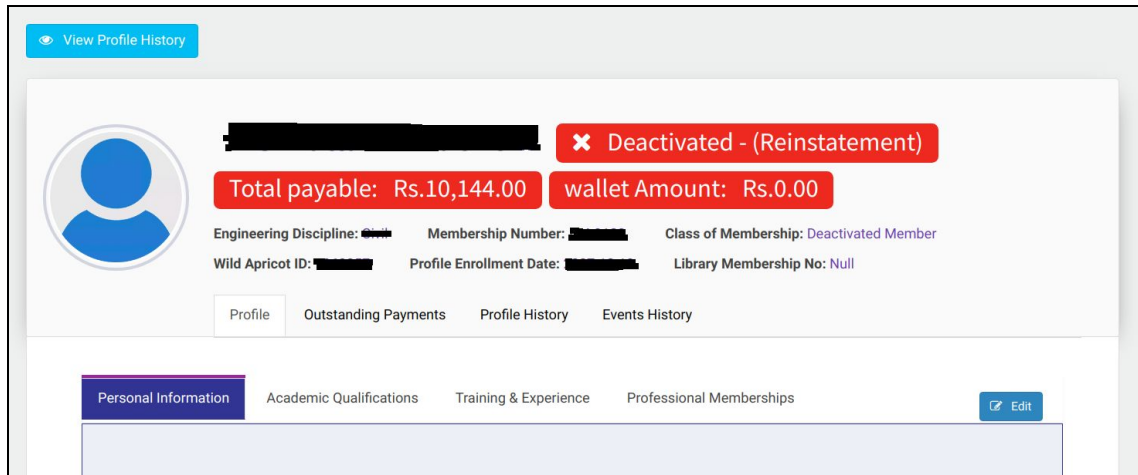 View Profile History
Deactivated - (Reinstatement)
Total payable: Rs.10,144.00 wallet Amount: Rs.0.00
Engineering Discipline: Membership Number: Class of Membership: Deactivated Member
Wild Apricot ID: Profile Enrollment Date: Library Membership No: Null
Profile Outstanding Payments Profile History Events History
Personal Information Academic Qualifications Training & Experience Professional Memberships Edit